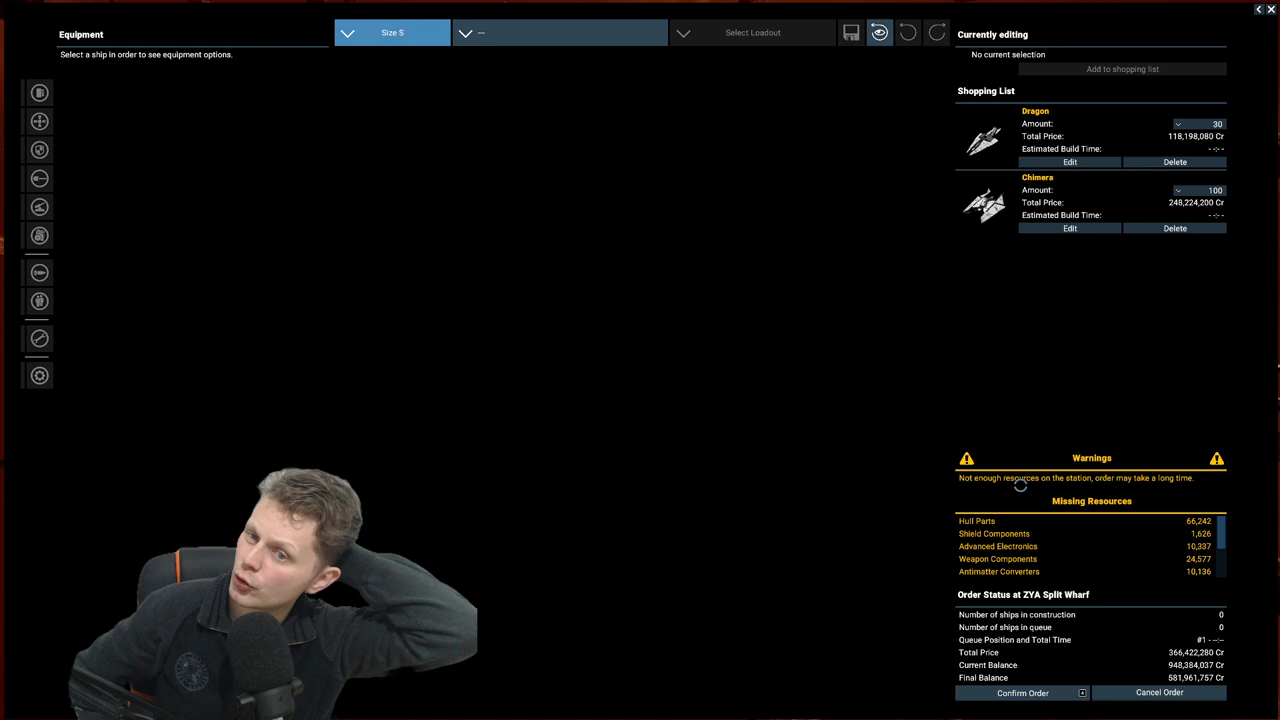 Equipment
Select a ship in order to see equipment options.
Size S
---
Select Loadout
Currently editing
No current selection
Add to shopping list
Shopping List
Dragon
Amount: 30
Total Price: 118,198,080 Cr
Estimated Build Time: --:--
Edit Delete
Chimera
Amount: 100
Total Price: 248,224,200 Cr
Estimated Build Time: --:--
Edit Delete
Warnings
Not enough resources on the station, order may take a long time.
Missing Resources
Hull Parts 66,242
Shield Components 1,626
Advanced Electronics 10,337
Weapon Components 24,577
Antimatter Converters 10,136
Order Status at ZYA Split Wharf
Number of ships in construction 0
Number of ships in queue 0
Queue Position and Total Time #1 - --:--
Total Price 366,422,280 Cr
Current Balance 948,384,037 Cr
Final Balance 581,961,757 Cr
Confirm Order Cancel Order